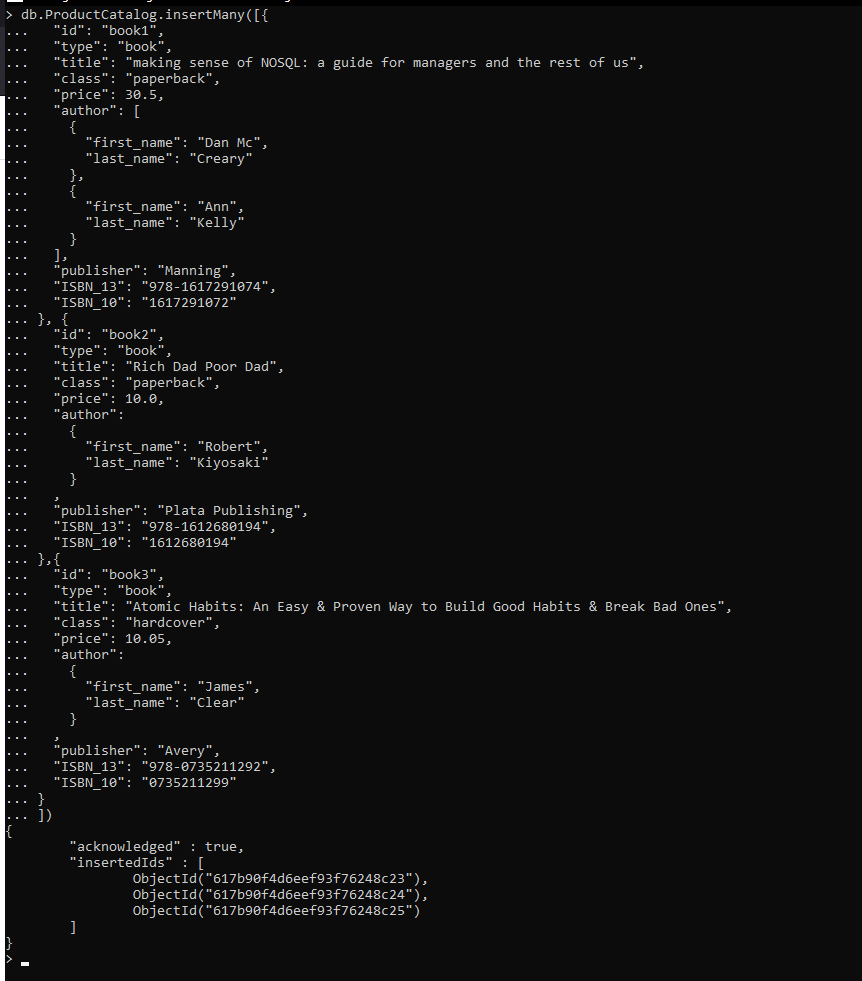 > db.ProductCatalog.insertMany([{
...   "id": "book1",
...   "type": "book",
...   "title": "making sense of NOSQL: a guide for managers and the rest of us",
...   "class": "paperback",
...   "price": 30.5,
...   "author": [
...     {
...       "first_name": "Dan Mc",
...       "last_name": "Creary"
...     },
...     {
...       "first_name": "Ann",
...       "last_name": "Kelly"
...     }
...   ],
...   "publisher": "Manning",
...   "ISBN_13": "978-1617291074",
...   "ISBN_10": "1617291072"
... }, {
...   "id": "book2",
...   "type": "book",
...   "title": "Rich Dad Poor Dad",
...   "class": "paperback",
...   "price": 10.0,
...   "author":
...     {
...       "first_name": "Robert",
...       "last_name": "Kiyosaki"
...     }
...   ,
...   "publisher": "Plata Publishing",
...   "ISBN_13": "978-1612680194",
...   "ISBN_10": "1612680194"
... },{
...   "id": "book3",
...   "type": "book",
...   "title": "Atomic Habits: An Easy & Proven Way to Build Good Habits & Break Bad Ones",
...   "class": "hardcover",
...   "price": 10.05,
...   "author":
...     {
...       "first_name": "James",
...       "last_name": "Clear"
...     }
...   ,
...   "publisher": "Avery",
...   "ISBN_13": "978-0735211292",
...   "ISBN_10": "0735211299"
... }
... ])
{
        "acknowledged" : true,
        "insertedIds" : [
                ObjectId("617b90f4d6eef93f76248c23"),
                ObjectId("617b90f4d6eef93f76248c24"),
                ObjectId("617b90f4d6eef93f76248c25")
        ]
}
>